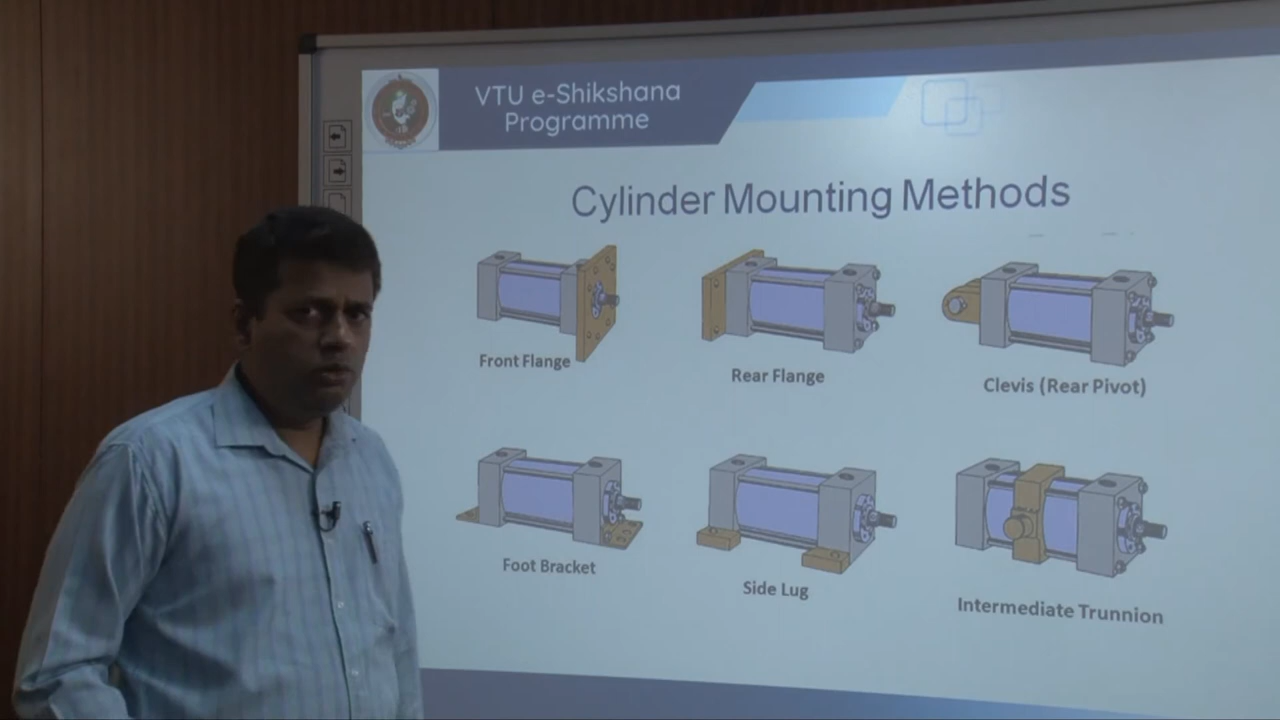 VTU e-Shikshana
Programme
Cylinder Mounting Methods
Front Flange
Rear Flange
Clevis (Rear Pivot)
Foot Bracket
Side Lug
Intermediate Trunnion